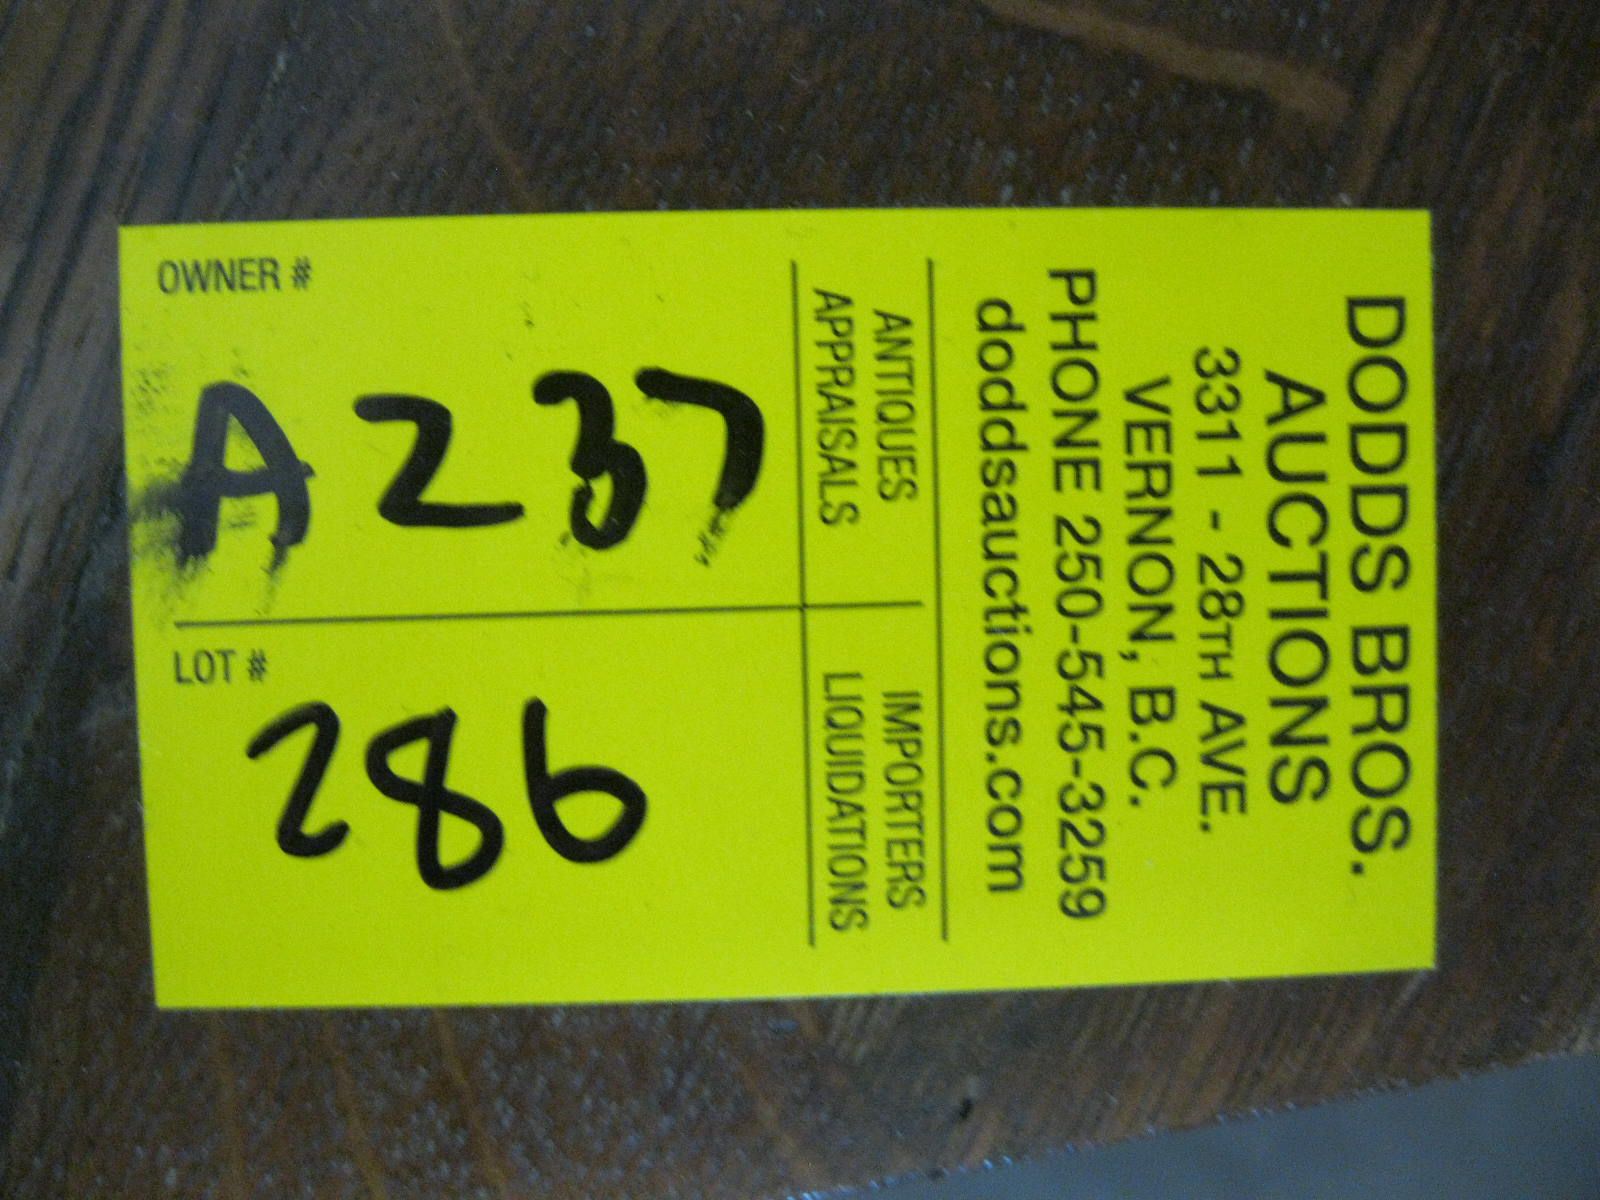 DODDS BROS.
AUCTIONS
3311 - 28TH AVE.
VERNON, B.C.
PHONE 250-545-3259
doddsauctions.com
ANTIQUES
APPRAISALS
IMPORTERS
LIQUIDATIONS
OWNER #
A237
LOT #
286